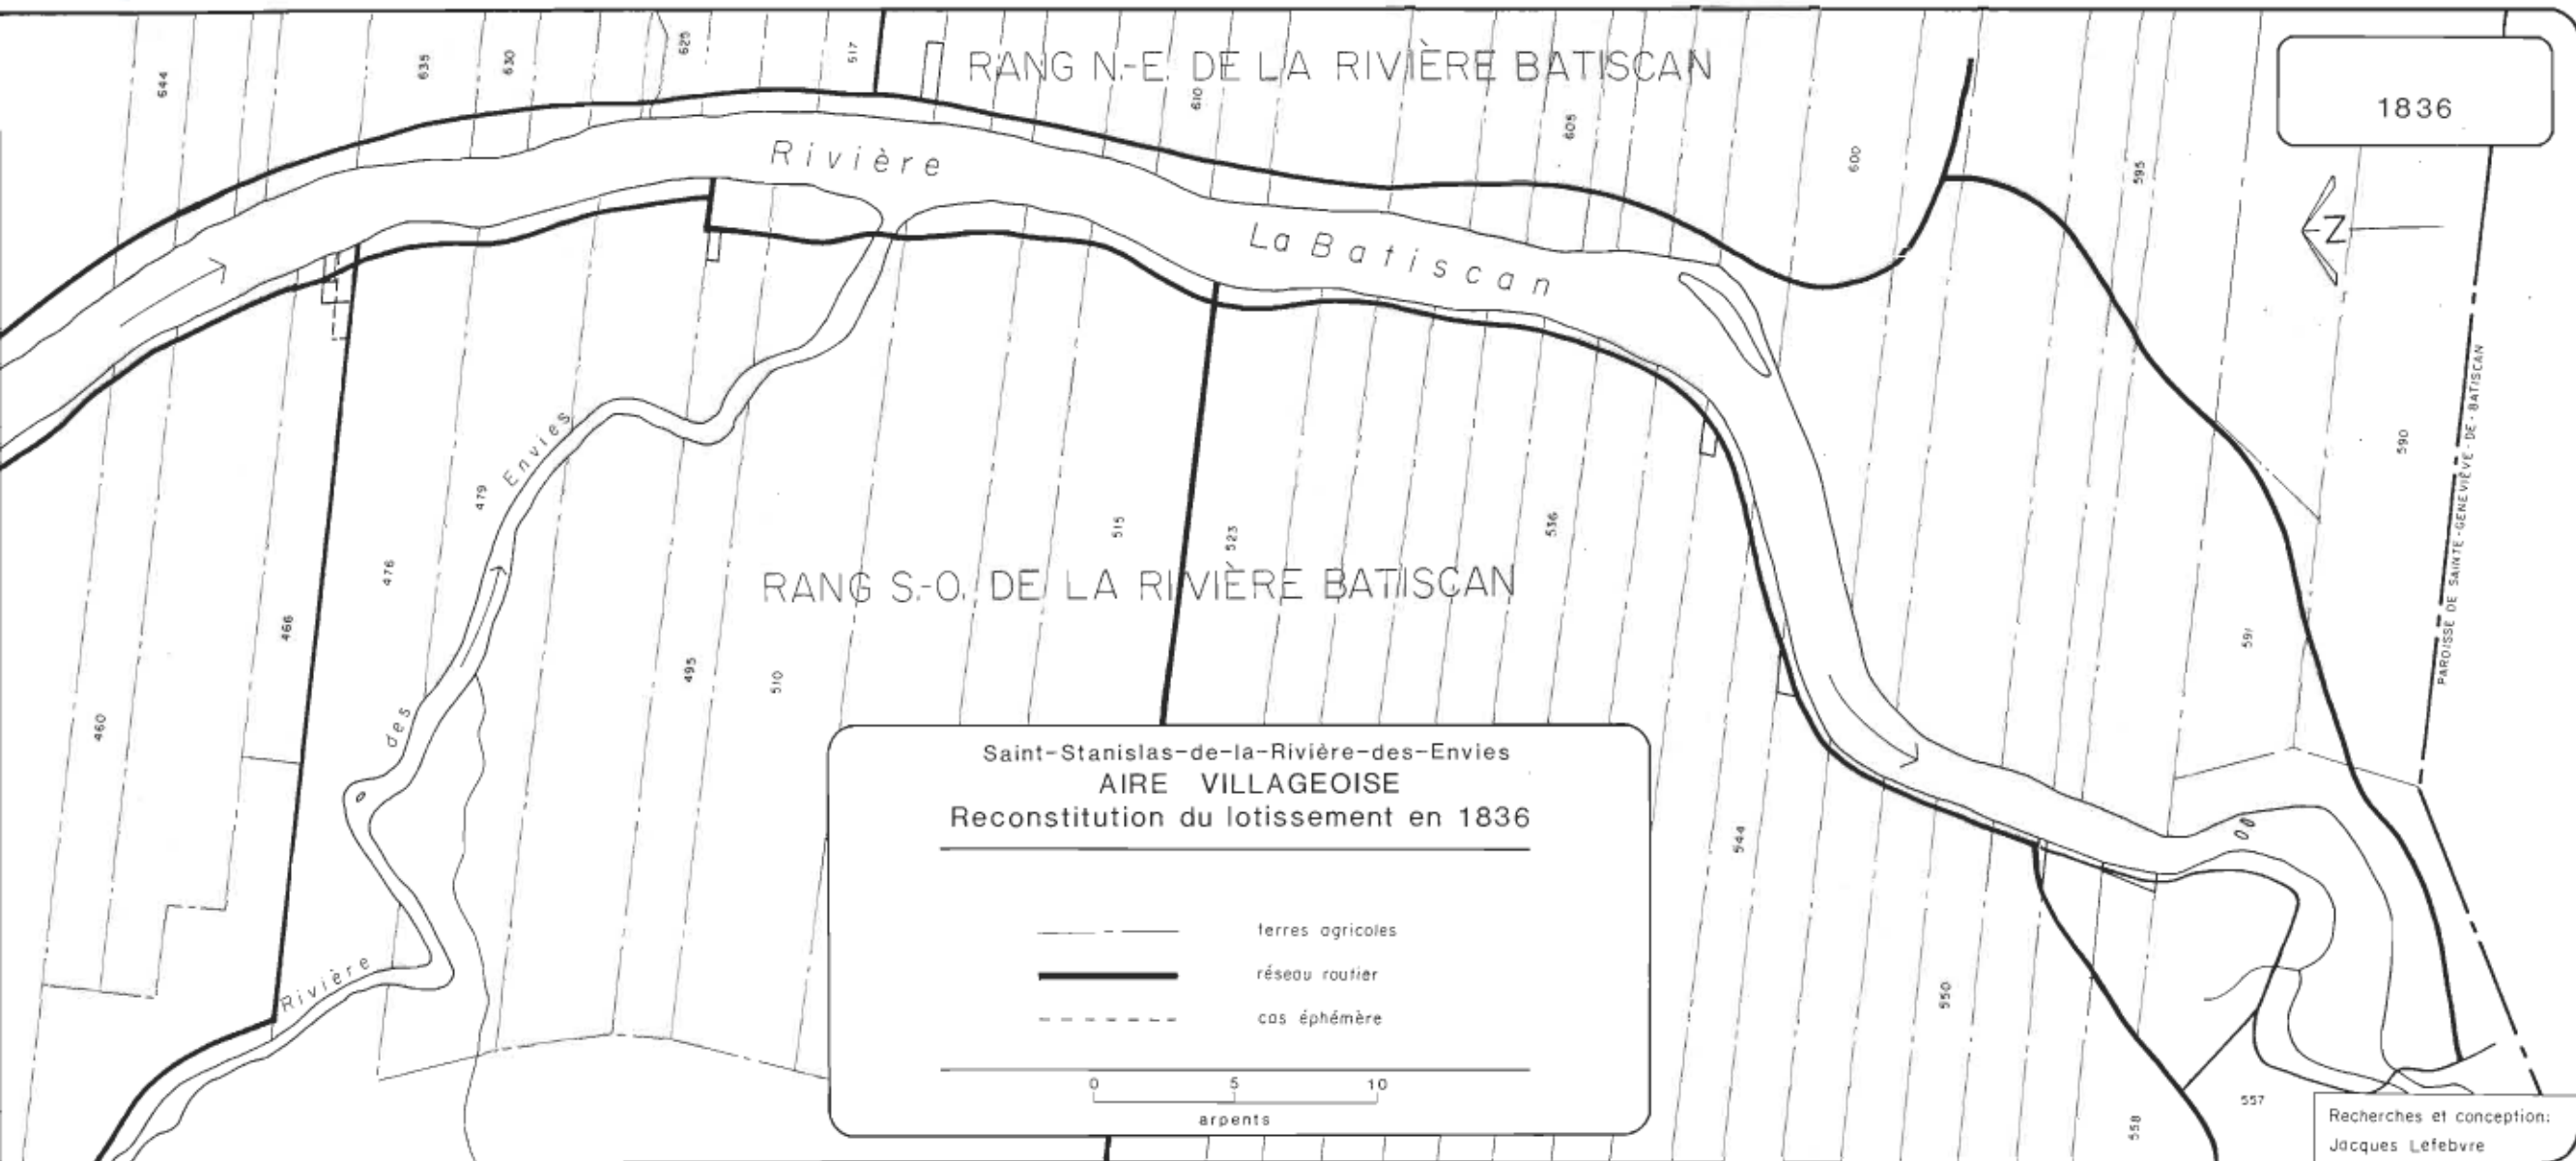 644
635
630
625
517
RANG N.-E. DE LA RIVIÈRE BATISCAN
610
605
600
595
1836
Rivière
La Batiscan
Z
590
PAROISSE DE SAINTE-GENEVIÈVE-DE-BATISCAN
591
Rivière des Envies
479
476
466
460
495
510
515
523
536
RANG S.-O. DE LA RIVIÈRE BATISCAN
544
550
558
557
Saint-Stanislas-de-la-Rivière-des-Envies
AIRE VILLAGEOISE
Reconstitution du lotissement en 1836
terres agricoles
réseau routier
cas éphémère
0 5 10
arpents
Recherches et conception:
Jacques Lefebvre